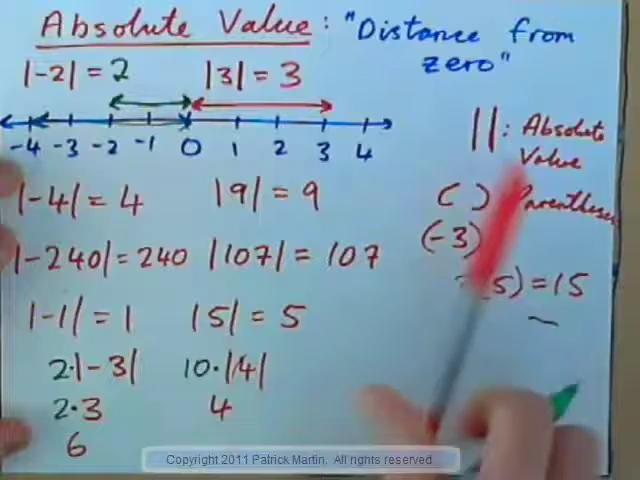 Absolute Value: "Distance from zero"
|-2| = 2 |3| = 3
-4 -3 -2 -1 0 1 2 3 4
||: Absolute
Value
( ) Parentheses
(-3)
5) = 15
|-4| = 4 |9| = 9
|-240| = 240 |107| = 107
|-1| = 1 |5| = 5
2·|-3| 10·|4|
2·3 4
6
Copyright 2011 Patrick Martin. All rights reserved